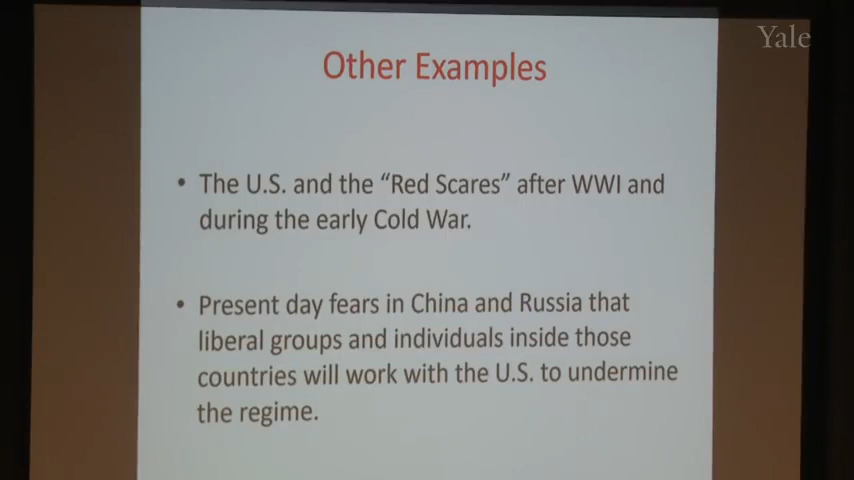 Yale
Other Examples
• The U.S. and the “Red Scares” after WWI and
during the early Cold War.
• Present day fears in China and Russia that
liberal groups and individuals inside those
countries will work with the U.S. to undermine
the regime.